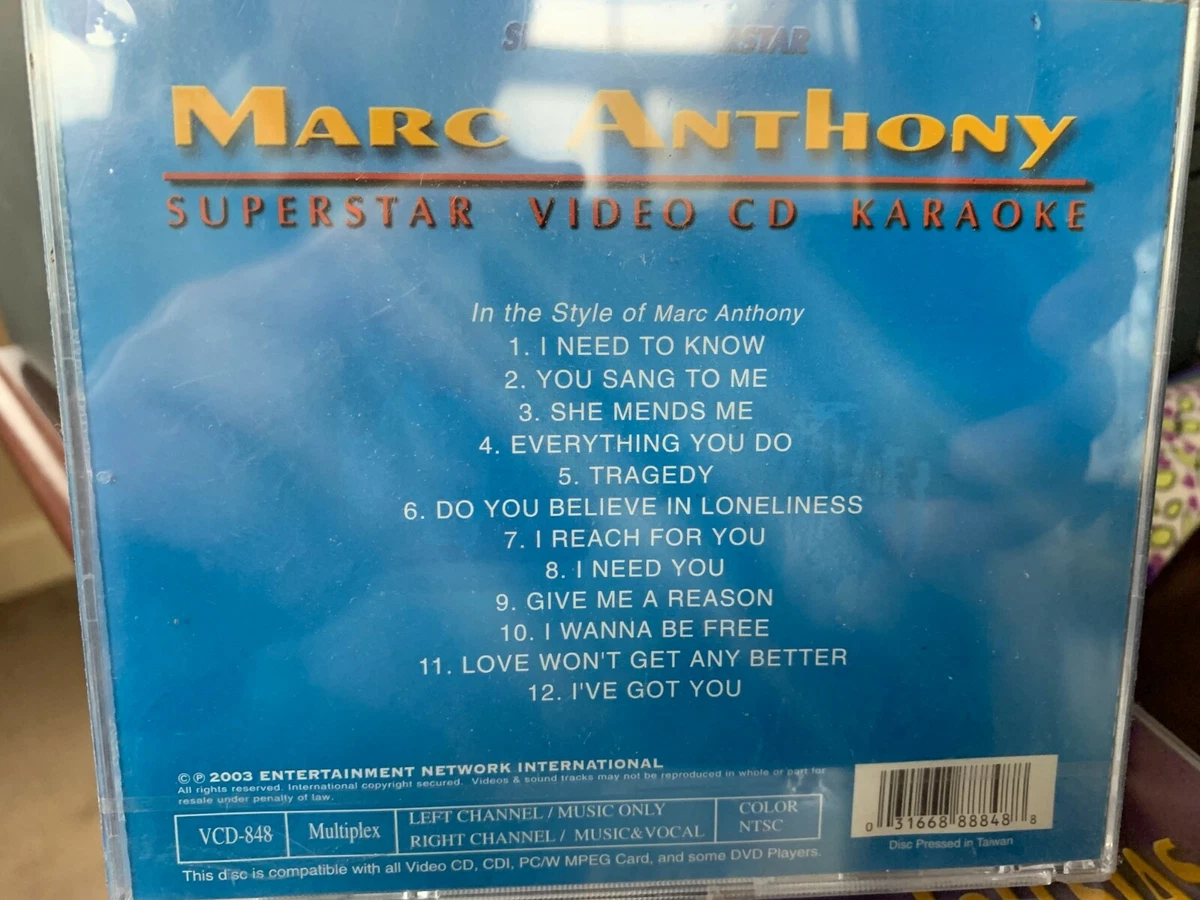 MARC ANTHONY
SUPERSTAR VIDEO CD KARAOKE
In the Style of Marc Anthony
1. I NEED TO KNOW
2. YOU SANG TO ME
3. SHE MENDS ME
4. EVERYTHING YOU DO
5. TRAGEDY
6. DO YOU BELIEVE IN LONELINESS
7. I REACH FOR YOU
8. I NEED YOU
9. GIVE ME A REASON
10. I WANNA BE FREE
11. LOVE WON'T GET ANY BETTER
12. I'VE GOT YOU
© ℗ 2003 ENTERTAINMENT NETWORK INTERNATIONAL
All rights reserved. International copyright secured. Videos & sound tracks may not be reproduced in whole or part for
resale under penalty of law.
VCD-848
Multiplex
LEFT CHANNEL / MUSIC ONLY
RIGHT CHANNEL / MUSIC&VOCAL
COLOR
NTSC
This disc is compatible with all Video CD, CDI, PC/W MPEG Card, and some DVD Players.
0 31668 88848 8
Disc Pressed in Taiwan